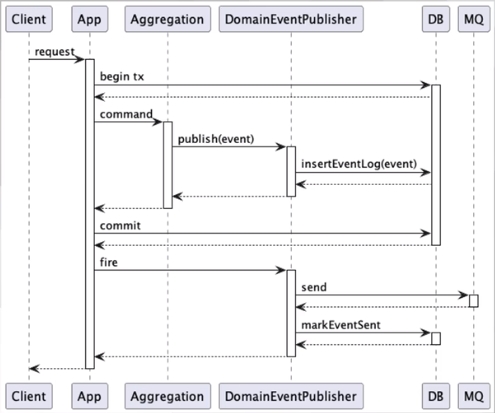 Client App Aggregation DomainEventPublisher DB MQ
request
begin tx
command
publish(event)
insertEventLog(event)
commit
fire
send
markEventSent
Client App Aggregation DomainEventPublisher DB MQ